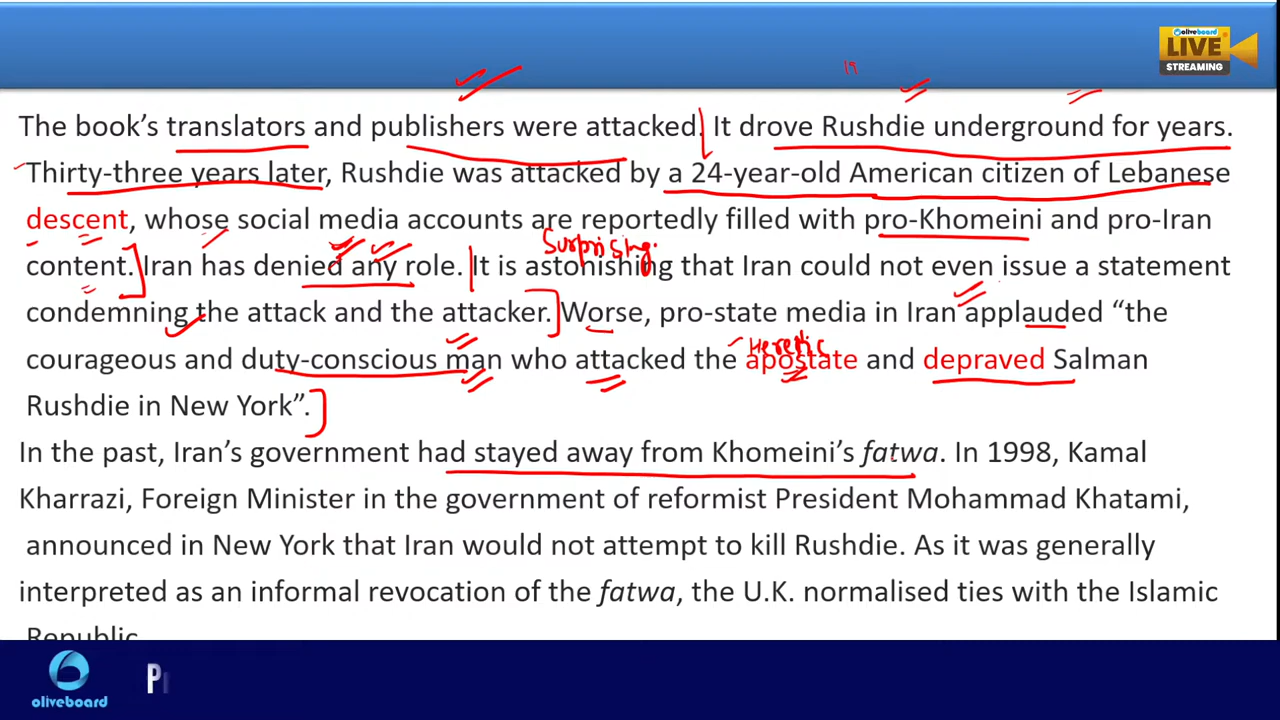 oliveboard
LIVE
STREAMING
19
The book's translators and publishers were attacked. It drove Rushdie underground for years.
Thirty-three years later, Rushdie was attacked by a 24-year-old American citizen of Lebanese
descent, whose social media accounts are reportedly filled with pro-Khomeini and pro-Iran
Surprising.
content. Iran has denied any role. It is astonishing that Iran could not even issue a statement
condemning the attack and the attacker. Worse, pro-state media in Iran applauded “the
Heretic
courageous and duty-conscious man who attacked the apostate and depraved Salman
Rushdie in New York”.
In the past, Iran's government had stayed away from Khomeini's fatwa. In 1998, Kamal
Kharrazi, Foreign Minister in the government of reformist President Mohammad Khatami,
announced in New York that Iran would not attempt to kill Rushdie. As it was generally
interpreted as an informal revocation of the fatwa, the U.K. normalised ties with the Islamic
Republic.
oliveboard
P